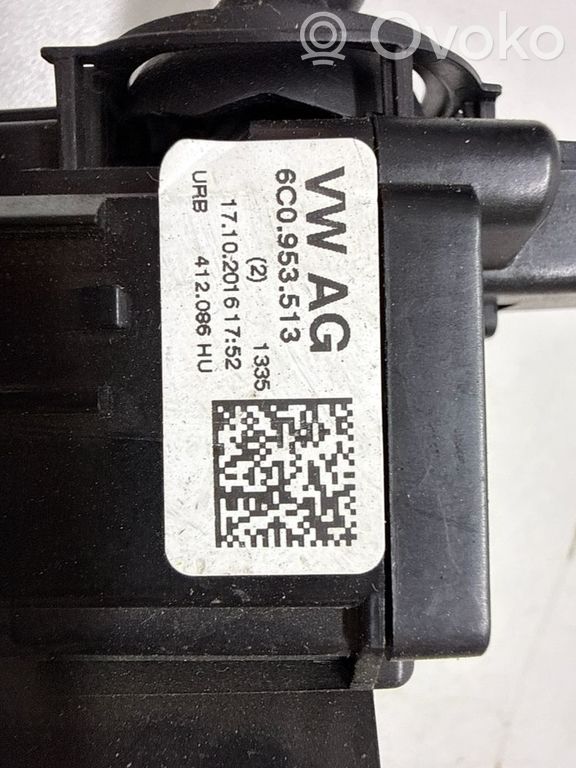 Ovoko
VW AG
6C0.953.513
(2) 1335
17.10.2016 17:52
URB 412.086 HU